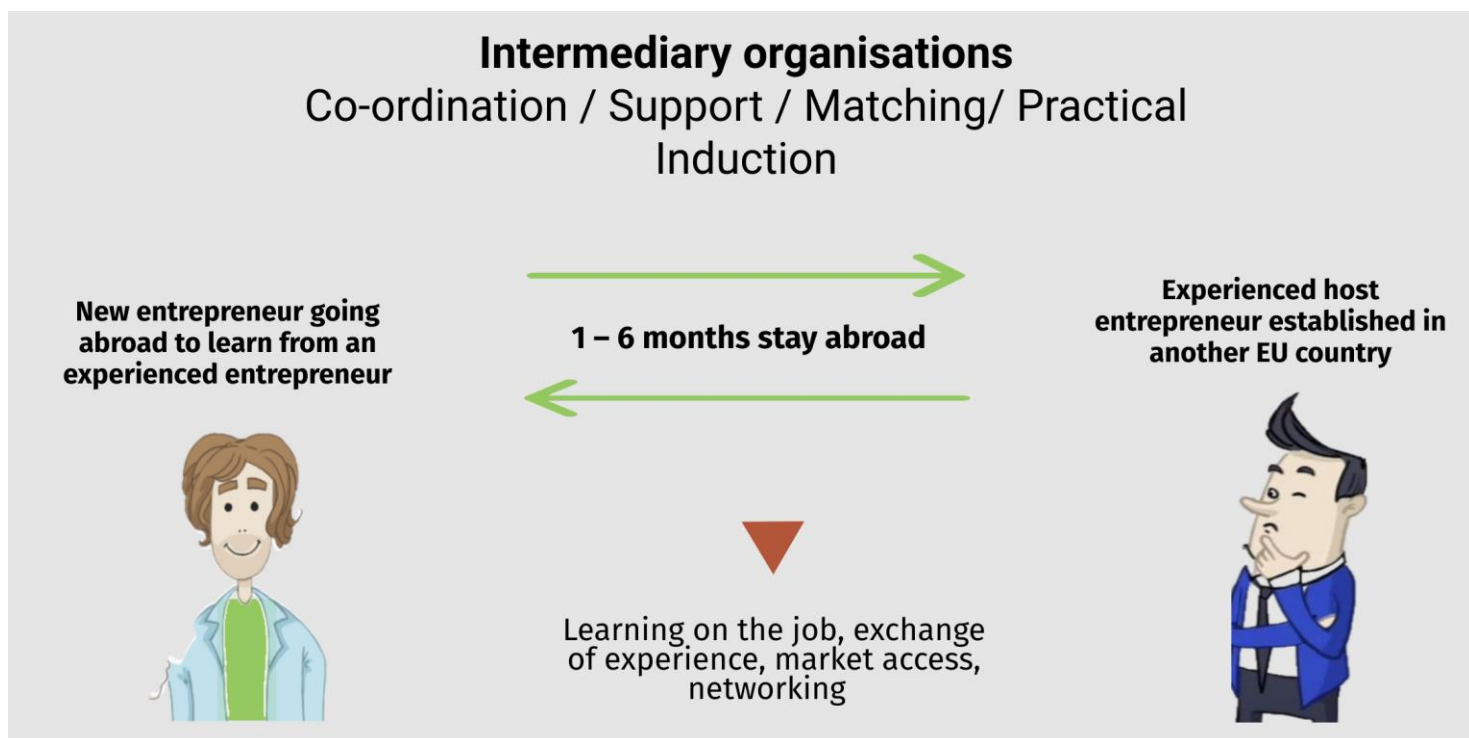 Intermediary organisations
Co-ordination / Support / Matching/ Practical
Induction
New entrepreneur going
abroad to learn from an
experienced entrepreneur
1 – 6 months stay abroad
Experienced host
entrepreneur established in
another EU country
Learning on the job, exchange
of experience, market access,
networking